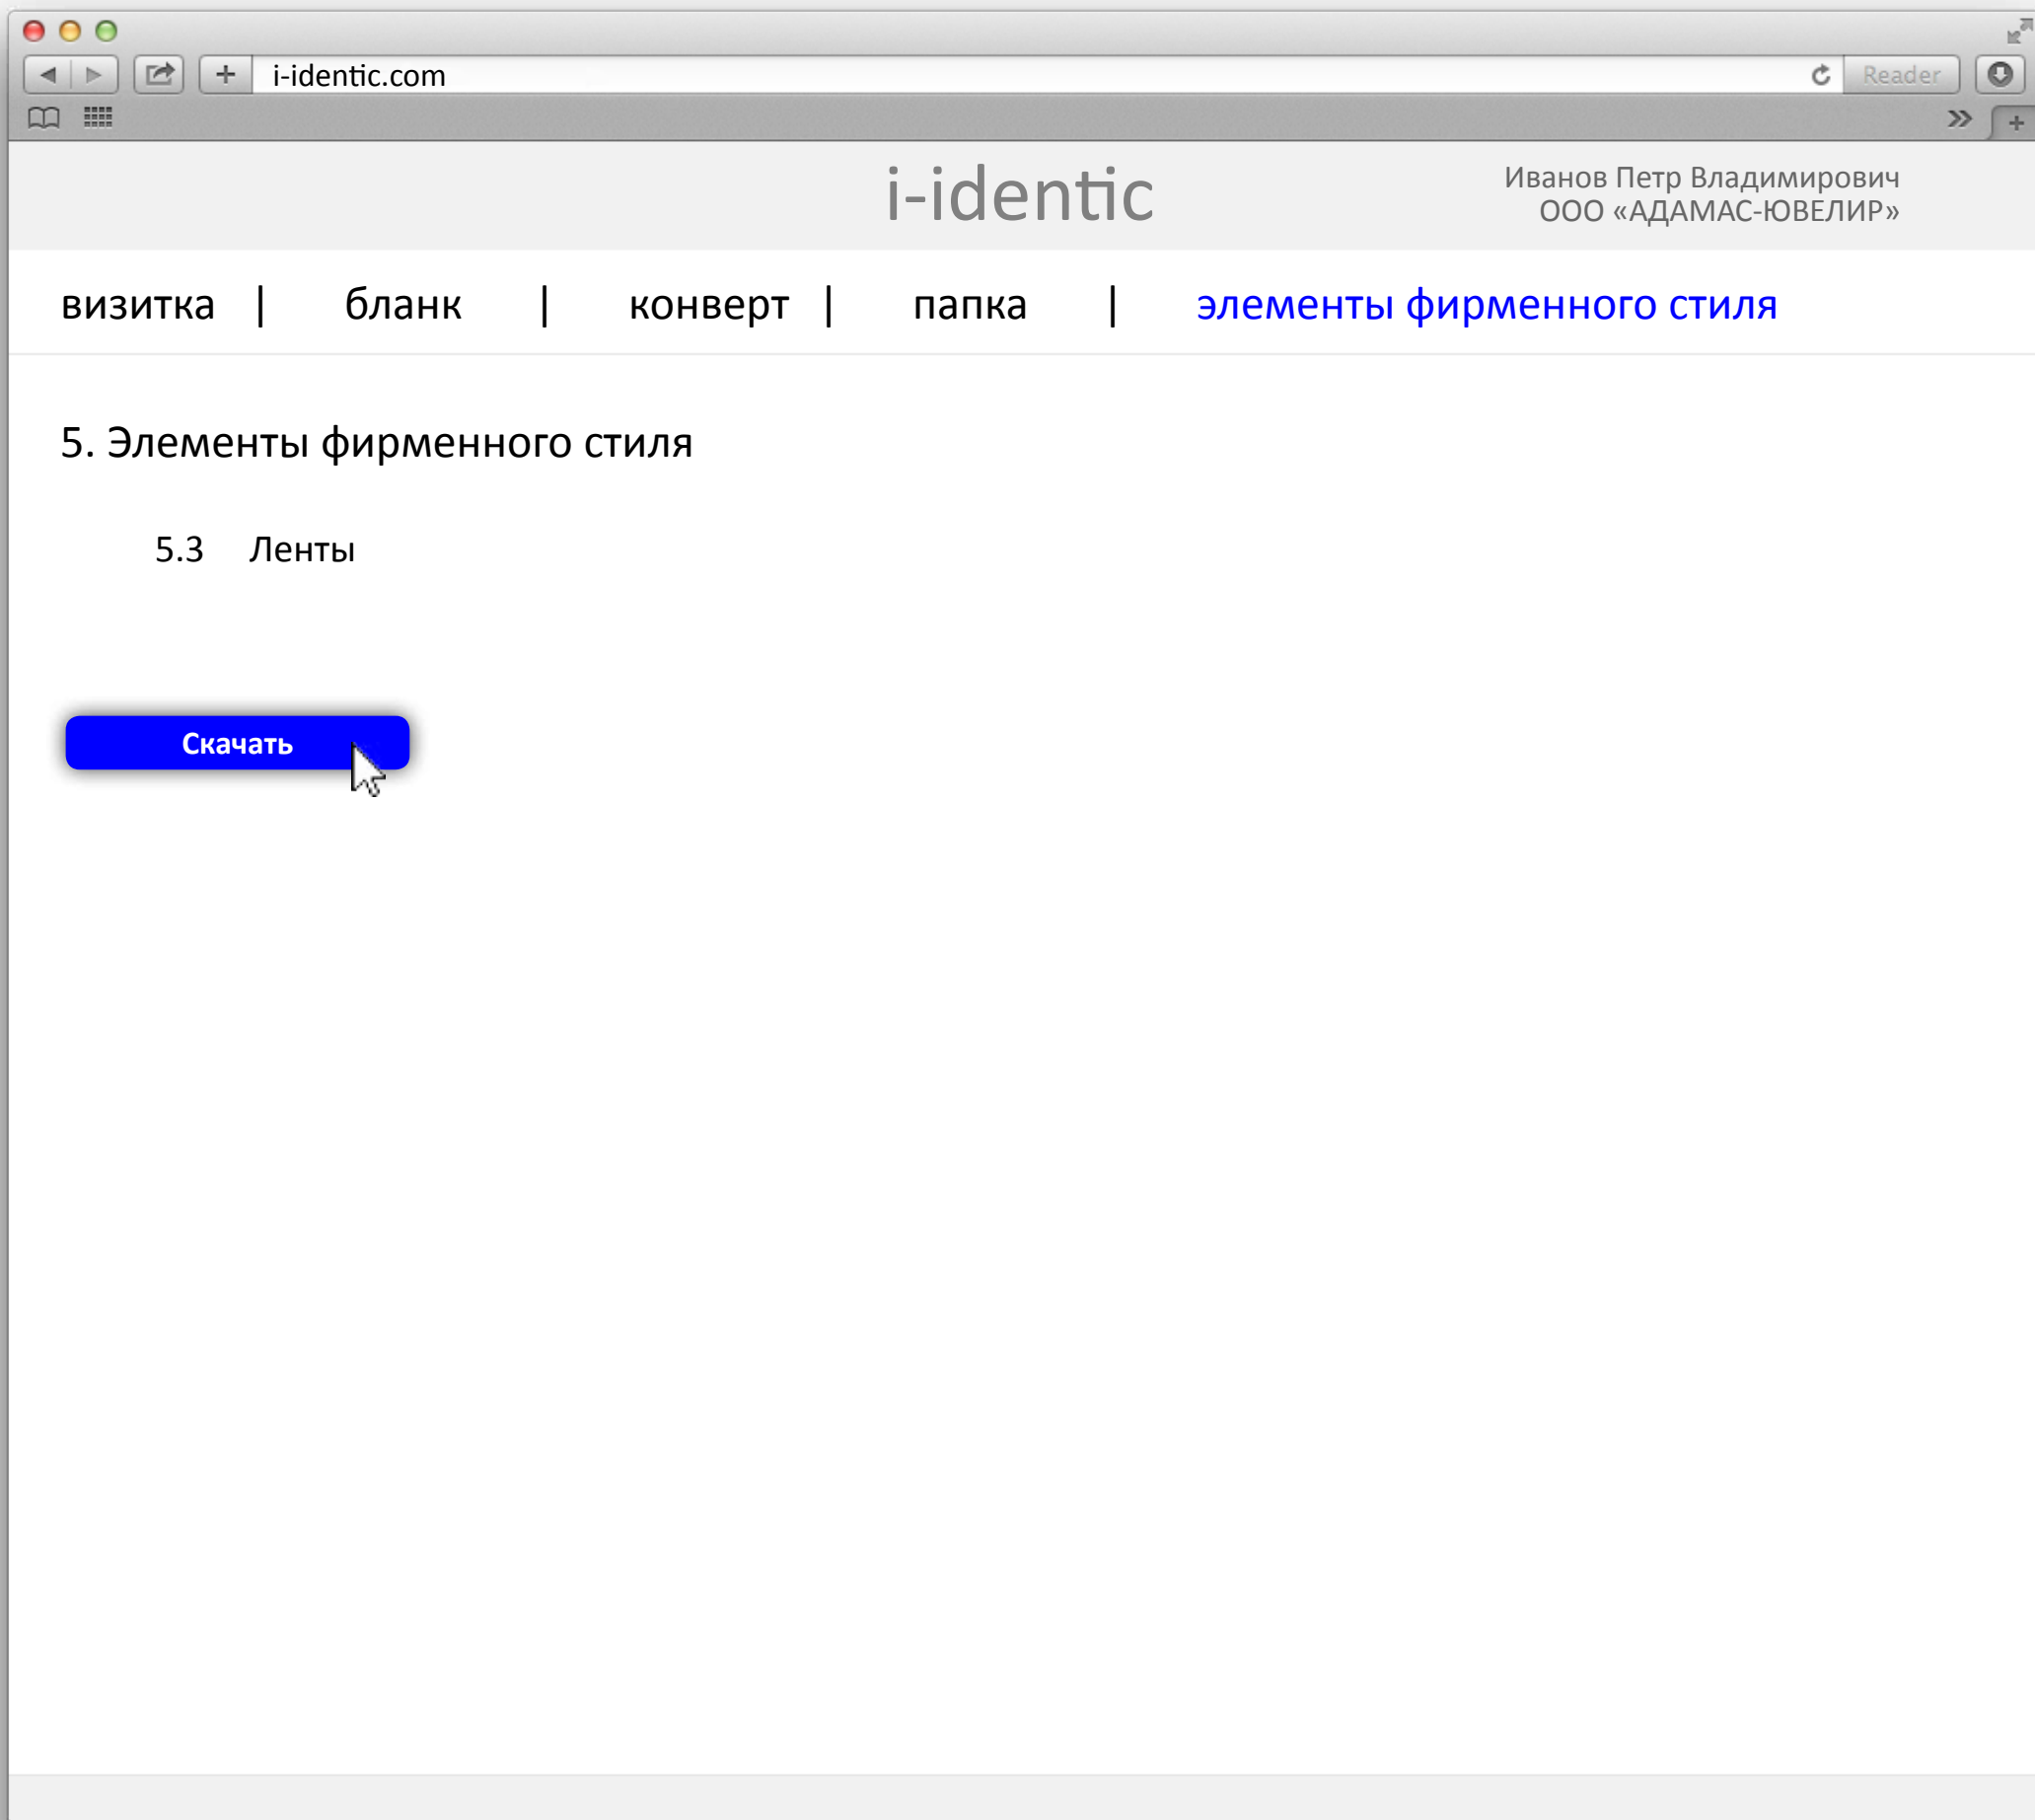 i-identic.com
Reader
i-identic
Иванов Петр Владимирович
ООО «АДАМАС-ЮВЕЛИР»
визитка | бланк | конверт | папка | элементы фирменного стиля
5. Элементы фирменного стиля
5.3 Ленты
Скачать